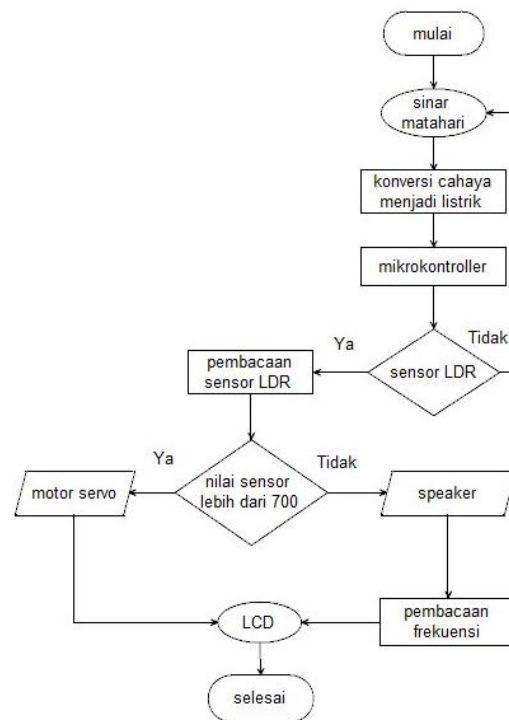 mulai
sinar
matahari
konversi cahaya
menjadi listrik
mikrokontroller
Ya
Tidak
pembacaan
sensor LDR
sensor LDR
Ya
Tidak
motor servo
nilai sensor
lebih dari 700
speaker
LCD
pembacaan
frekuensi
selesai